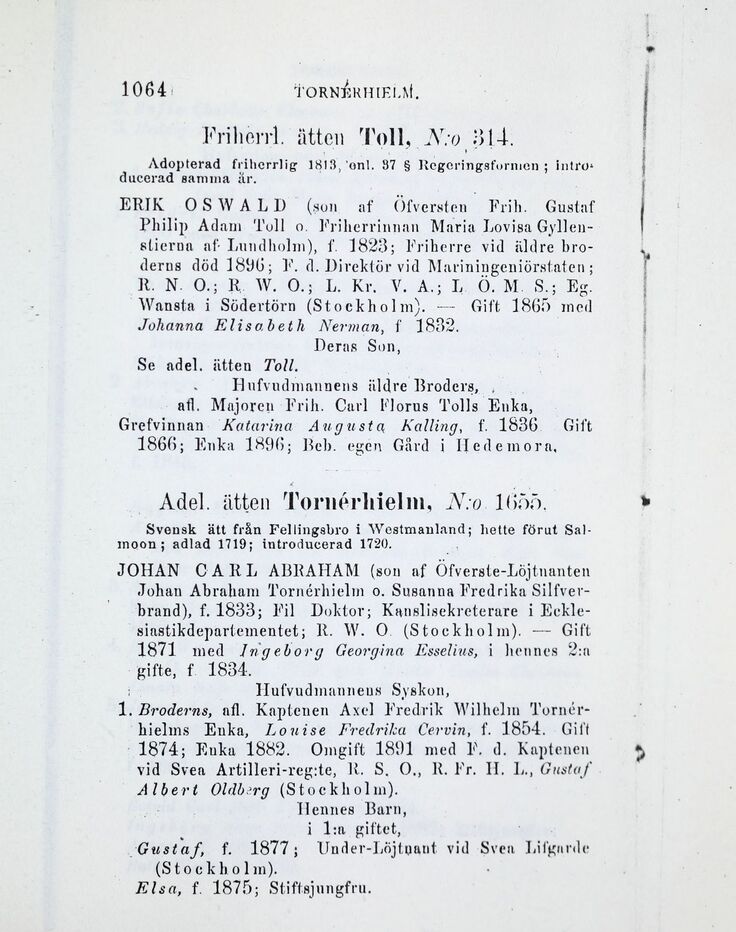 1064
TORNÉRHIELM.
Friherrl. ätten Toll, N:o 314.
Adopterad friherrlig 1813, enl. 37 § Regeringsformen; intro-
ducerad samma år.
ERIK OSWALD (son af Öfversten Frih. Gustaf
Philip Adam Toll o. Friherrinnan Maria Lovisa Gyllen-
stierna af Lundholm), f. 1823; Friherre vid äldre bro-
derns död 1896; F. d. Direktör vid Mariningeniörstaten;
R. N. O.; R. W. O.; L. Kr. V. A.; L Ö. M. S.; Eg.
Wansta i Södertörn (Stockholm). — Gift 1865 med
Johanna Elisabeth Nerman, f 1832.
Deras Son,
Se adel. ätten Toll.
Hufvudmannens äldre Broders,
afl. Majoren Frih. Carl Florus Tolls Enka,
Grefvinnan Katarina Augusta Kalling, f. 1836 Gift
1866; Enka 1896; Beb. egen Gård i Hedemora.
Adel. ätten Tornérhielm, N:o 1655.
Svensk ätt från Fellingsbro i Westmanland; hette förut Sal-
moon; adlad 1719; introducerad 1720.
JOHAN CARL ABRAHAM (son af Öfverste-Löjtnanten
Johan Abraham Tornérhielm o. Susanna Fredrika Silfver-
brand), f. 1833; Fil Doktor; Kanslisekreterare i Eckle-
siastikdepartementet; R. W. O. (Stockholm). — Gift
1871 med Ingeborg Georgina Esselius, i hennes 2:a
gifte, f. 1834.
Hufvudmannens Syskon,
1. Broderns, afl. Kaptenen Axel Fredrik Wilhelm Tornér-
hielms Enka, Louise Fredrika Cervin, f. 1854. Gift
1874; Enka 1882. Omgift 1891 med F. d. Kaptenen
vid Svea Artilleri-reg:te, R. S. O., R. Fr. H. L., Gustaf
Albert Oldberg (Stockholm).
Hennes Barn,
i 1:a giftet,
Gustaf, f. 1877; Under-Löjtnant vid Svea Lifgarde
(Stockholm).
Elsa, f. 1875; Stiftsjungfru.